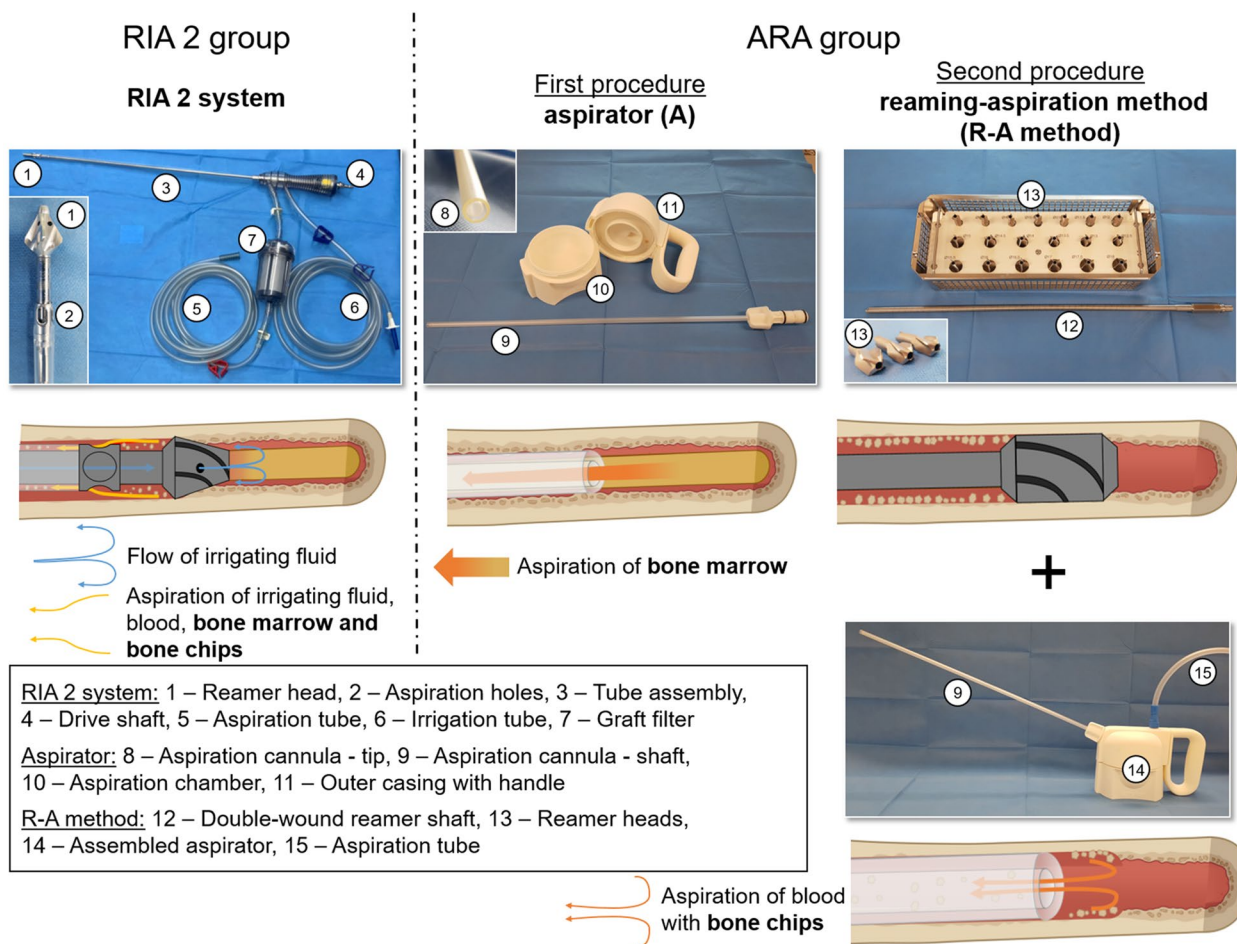 RIA 2 group
RIA 2 system
1
3
4
1
7
2
5
6
Flow of irrigating fluid
Aspiration of irrigating fluid,
blood, bone marrow and
bone chips
ARA group
First procedure
aspirator (A)
8
11
10
9
Aspiration of bone marrow
Second procedure
reaming-aspiration method
(R-A method)
13
12
13
+
9
15
14
RIA 2 system: 1 – Reamer head, 2 – Aspiration holes, 3 – Tube assembly,
4 – Drive shaft, 5 – Aspiration tube, 6 – Irrigation tube, 7 – Graft filter
Aspirator: 8 – Aspiration cannula - tip, 9 – Aspiration cannula - shaft,
10 – Aspiration chamber, 11 – Outer casing with handle
R-A method: 12 – Double-wound reamer shaft, 13 – Reamer heads,
14 – Assembled aspirator, 15 – Aspiration tube
Aspiration of blood
with bone chips